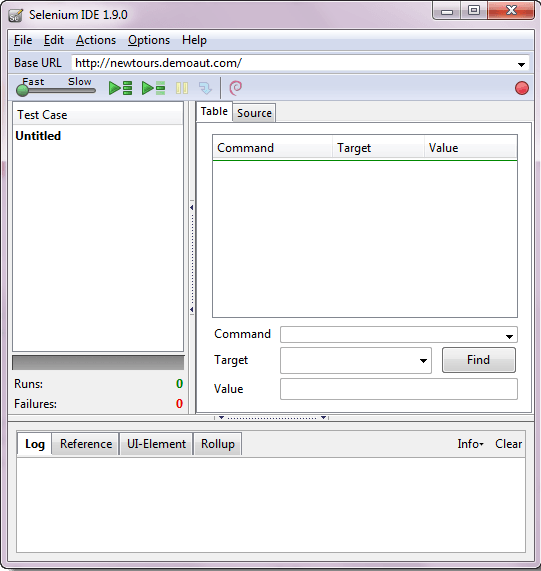 Selenium IDE 1.9.0
File Edit Actions Options Help
Base URL http://newtours.demoaut.com/
Fast Slow
Test Case
Untitled
Table Source
Command Target Value
Command
Target Find
Value
Runs: 0
Failures: 0
Log Reference UI-Element Rollup Info Clear